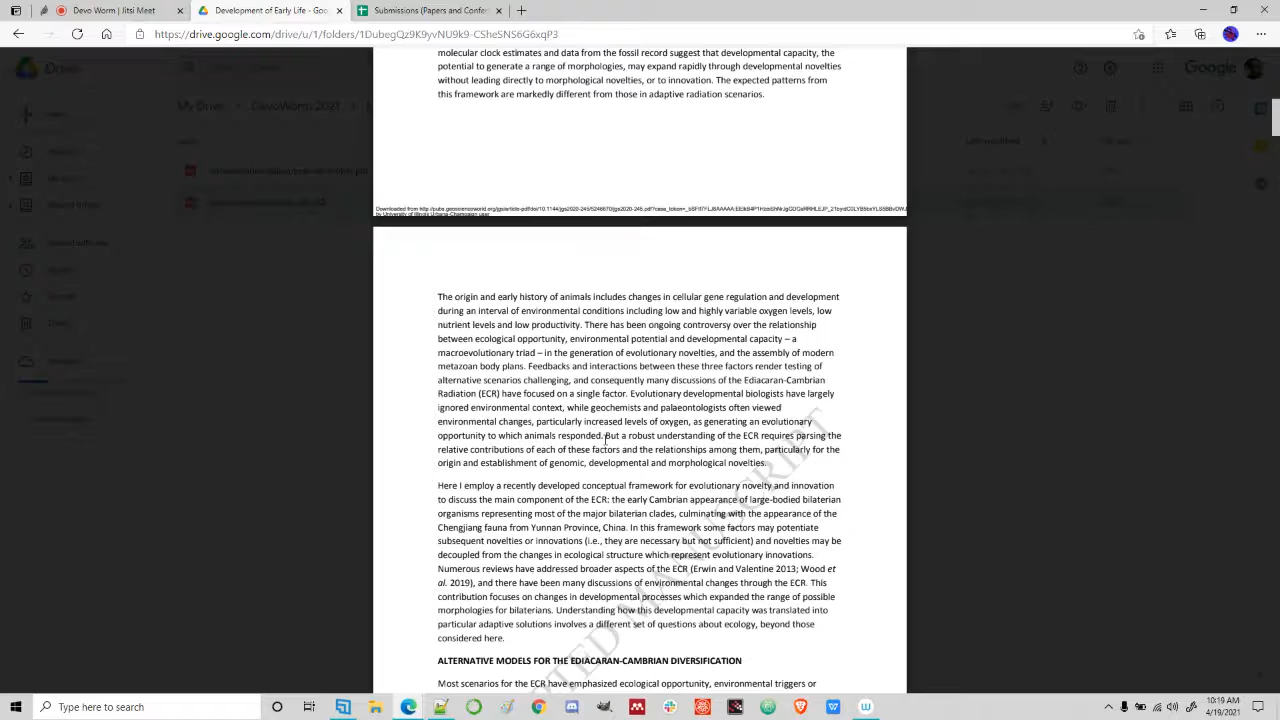 Devo Worm | Jitsi Meet
Development of Early Life - Goo
Submissions (Papers and Confer
https://drive.google.com/drive/u/1/folders/1DubegQz9K9yvNU9k9-CSheSNSGt6xqP3
Google
My Drive
DevoWorm 2021
molecular clock estimates and data from the fossil record suggest that developmental capacity, the
potential to generate a range of morphologies, may expand rapidly through developmental novelties
without leading directly to morphological novelties, or to innovation. The expected patterns from
this framework are markedly different from those in adaptive radiation scenarios.
by University of Illinois Urbana-Champaign user
The origin and early history of animals includes changes in cellular gene regulation and development
during an interval of environmental conditions including low and highly variable oxygen levels, low
nutrient levels and low productivity. There has been ongoing controversy over the relationship
between ecological opportunity, environmental potential and developmental capacity – a
macroevolutionary triad – in the generation of evolutionary novelties, and the assembly of modern
metazoan body plans. Feedbacks and interactions between these three factors render testing of
alternative scenarios challenging, and consequently many discussions of the Ediacaran-Cambrian
Radiation (ECR) have focused on a single factor. Evolutionary developmental biologists have largely
ignored environmental context, while geochemists and palaeontologists often viewed
environmental changes, particularly increased levels of oxygen, as generating an evolutionary
opportunity to which animals responded. But a robust understanding of the ECR requires parsing the
relative contributions of each of these factors and the relationships among them, particularly for the
origin and establishment of genomic, developmental and morphological novelties.
Here I employ a recently developed conceptual framework for evolutionary novelty and innovation
to discuss the main component of the ECR: the early Cambrian appearance of large-bodied bilaterian
organisms representing most of the major bilaterian clades, culminating with the appearance of the
Chengjiang fauna from Yunnan Province, China. In this framework some factors may potentiate
subsequent novelties or innovations (i.e., they are necessary but not sufficient) and novelties may be
decoupled from the changes in ecological structure which represent evolutionary innovations.
Numerous reviews have addressed broader aspects of the ECR (Erwin and Valentine 2013; Wood et
al. 2019), and there have been many discussions of environmental changes through the ECR. This
contribution focuses on changes in developmental processes which expanded the range of possible
morphologies for bilaterians. Understanding how this developmental capacity was translated into
particular adaptive solutions involves a different set of questions about ecology, beyond those
considered here.
ALTERNATIVE MODELS FOR THE EDIACARAN-CAMBRIAN DIVERSIFICATION
Most scenarios for the ECR have emphasized ecological opportunity, environmental triggers or
Type here to search
10:19 AM
4/19/2021